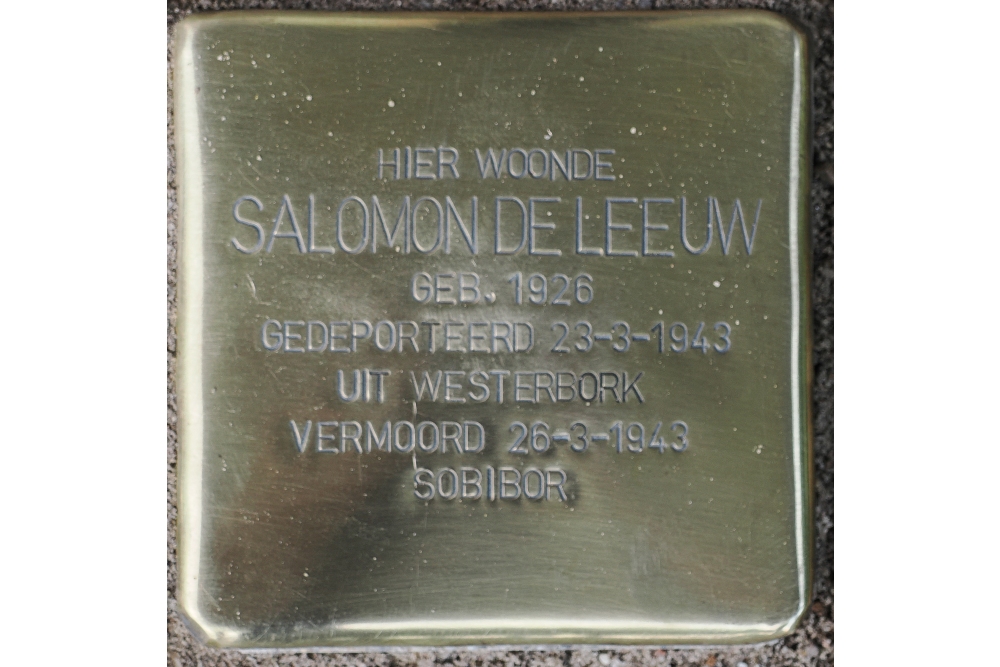 HIER WOONDE
SALOMON DE LEEUW
GEB. 1926
GEDEPORTEERD 23-3-1943
UIT WESTERBORK
VERMOORD 26-3-1943
SOBIBOR